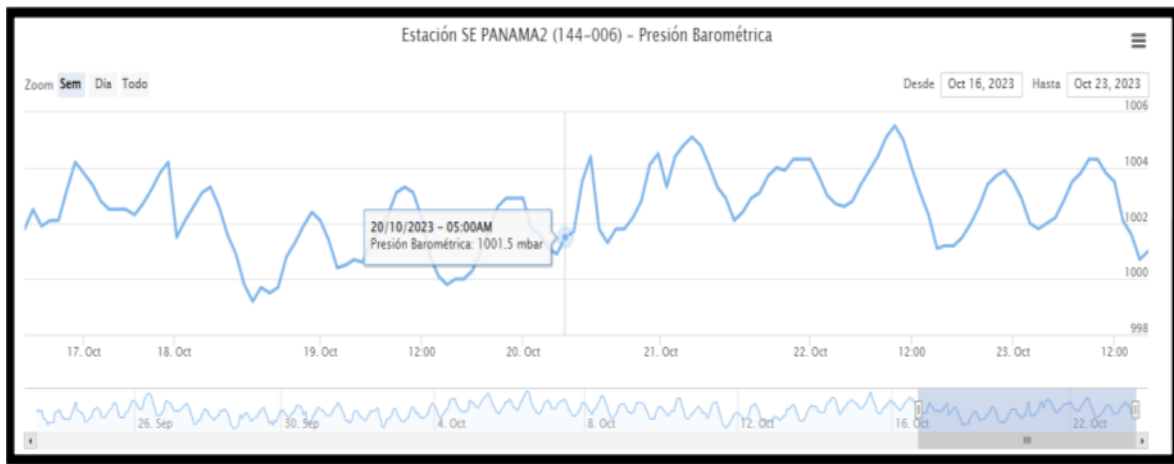 Estación SE PANAMA2 (144-006) - Presión Barométrica
Zoom Sem Día Todo Desde Oct 16, 2023 Hasta Oct 23, 2023
1006
1004
1002
20/10/2023 - 05:00AM
Presión Barométrica: 1001.5 mbar
1000
998
17. Oct 18. Oct 19. Oct 12:00 20. Oct 21. Oct 22. Oct 12:00 23. Oct 12:00
26. Sep 30. Sep 4. Oct 8. Oct 12. Oct 16. Oct 22. Oct